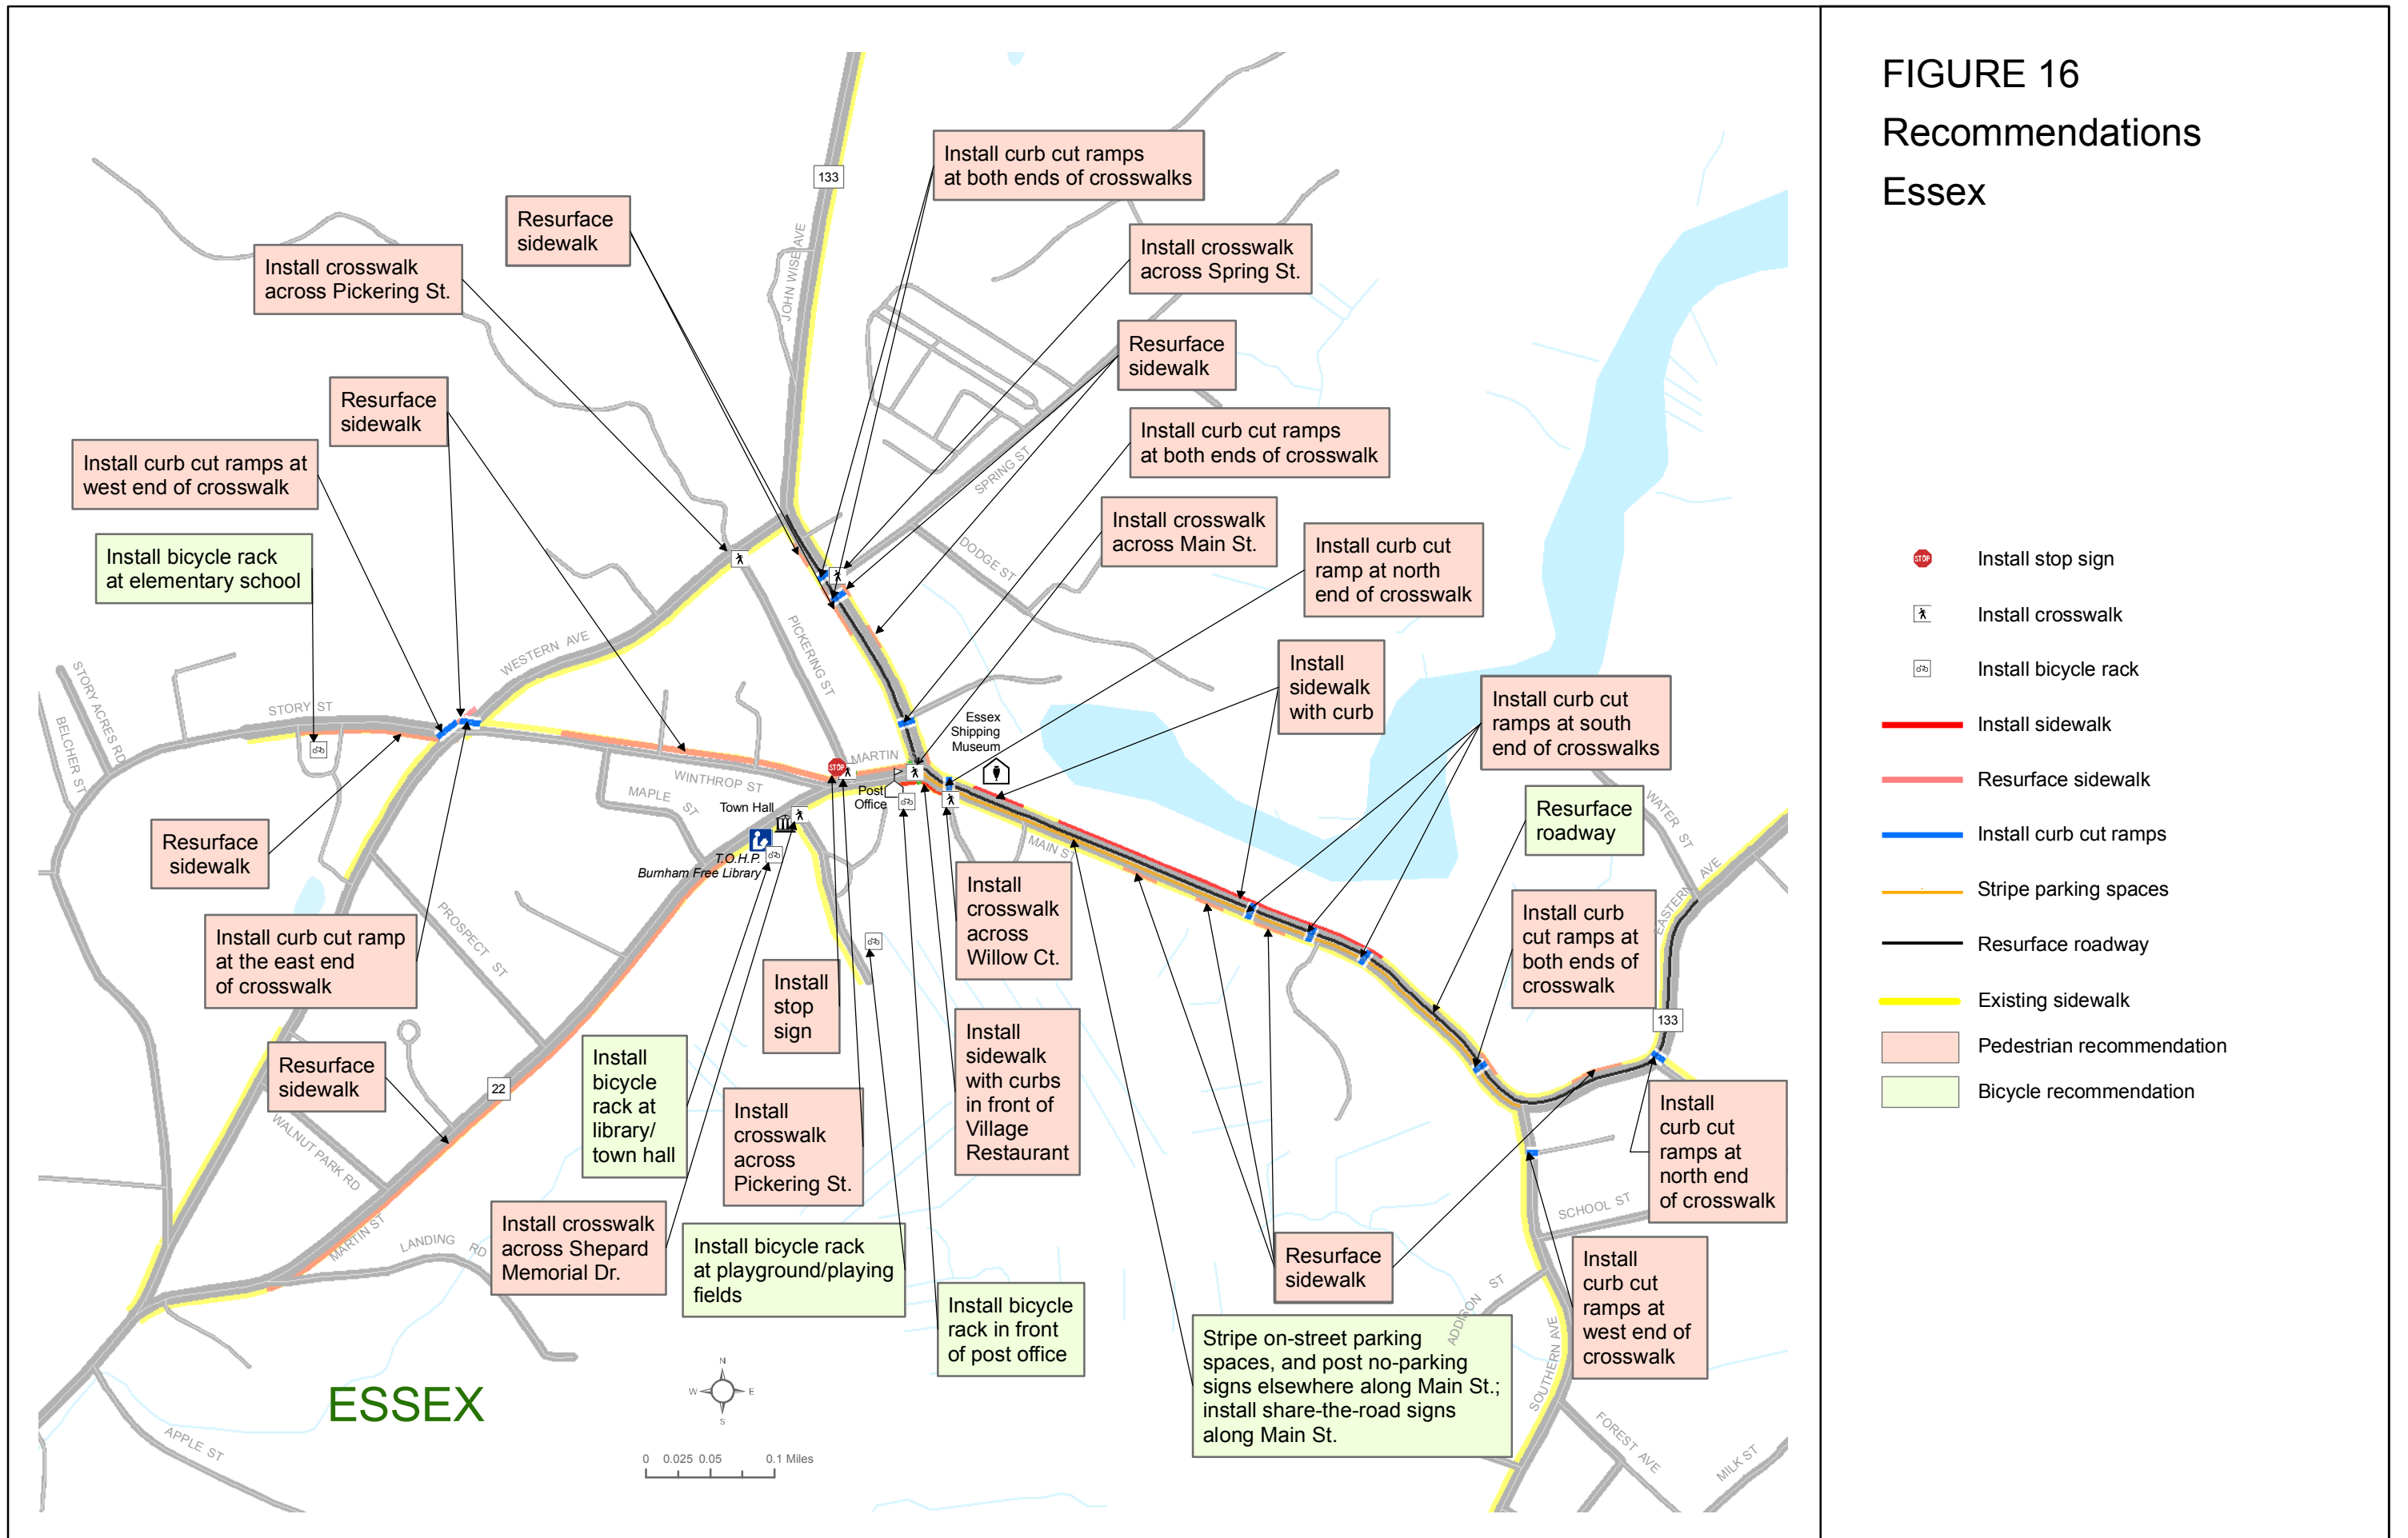 FIGURE 16
Recommendations
Essex
Install stop sign
Install crosswalk
Install bicycle rack
Install sidewalk
Resurface sidewalk
Install curb cut ramps
Stripe parking spaces
Resurface roadway
Existing sidewalk
Pedestrian recommendation
Bicycle recommendation
STOP
133
JOHN WISE AVE
Install curb cut ramps
at both ends of crosswalks
Resurface
sidewalk
Install crosswalk
across Pickering St.
Install crosswalk
across Spring St.
Resurface
sidewalk
Resurface
sidewalk
Install curb cut ramps
at both ends of crosswalk
Install curb cut ramps at
west end of crosswalk
Install crosswalk
across Main St.
Install curb cut
ramp at north
end of crosswalk
Install bicycle rack
at elementary school
SPRING ST
DODGE ST
PICKERING ST
WESTERN AVE
STORY ST
STORY ACRES RD
BELCHER ST
Install
sidewalk
with curb
Install curb cut
ramps at south
end of crosswalks
Essex
Shipping
Museum
MARTIN
STOP
WINTHROP ST
MAPLE ST
Post
Office
Town Hall
T.O.H.P.
Burnham Free Library
MAIN ST
Resurface
roadway
WATER ST
EASTERN AVE
Resurface
sidewalk
Install
crosswalk
across
Willow Ct.
Install curb
cut ramps at
both ends of
crosswalk
Install curb cut ramp
at the east end
of crosswalk
PROSPECT ST
Install
stop
sign
133
Install
sidewalk
with curbs
in front of
Village
Restaurant
Install
bicycle
rack at
library/
town hall
Resurface
sidewalk
22
WALNUT PARK RD
Install
crosswalk
across
Pickering St.
Install
curb cut
ramps at
north end
of crosswalk
SCHOOL ST
MARTIN ST
LANDING RD
Install crosswalk
across Shepard
Memorial Dr.
Install bicycle rack
at playground/playing
fields
Resurface
sidewalk
Install
curb cut
ramps at
west end of
crosswalk
Install bicycle
rack in front
of post office
ADDISON ST
SOUTHERN AVE
Stripe on-street parking
spaces, and post no-parking
signs elsewhere along Main St.;
install share-the-road signs
along Main St.
ESSEX
N
W
E
S
0 0.025 0.05 0.1 Miles
APPLE ST
FOREST AVE
MILK ST